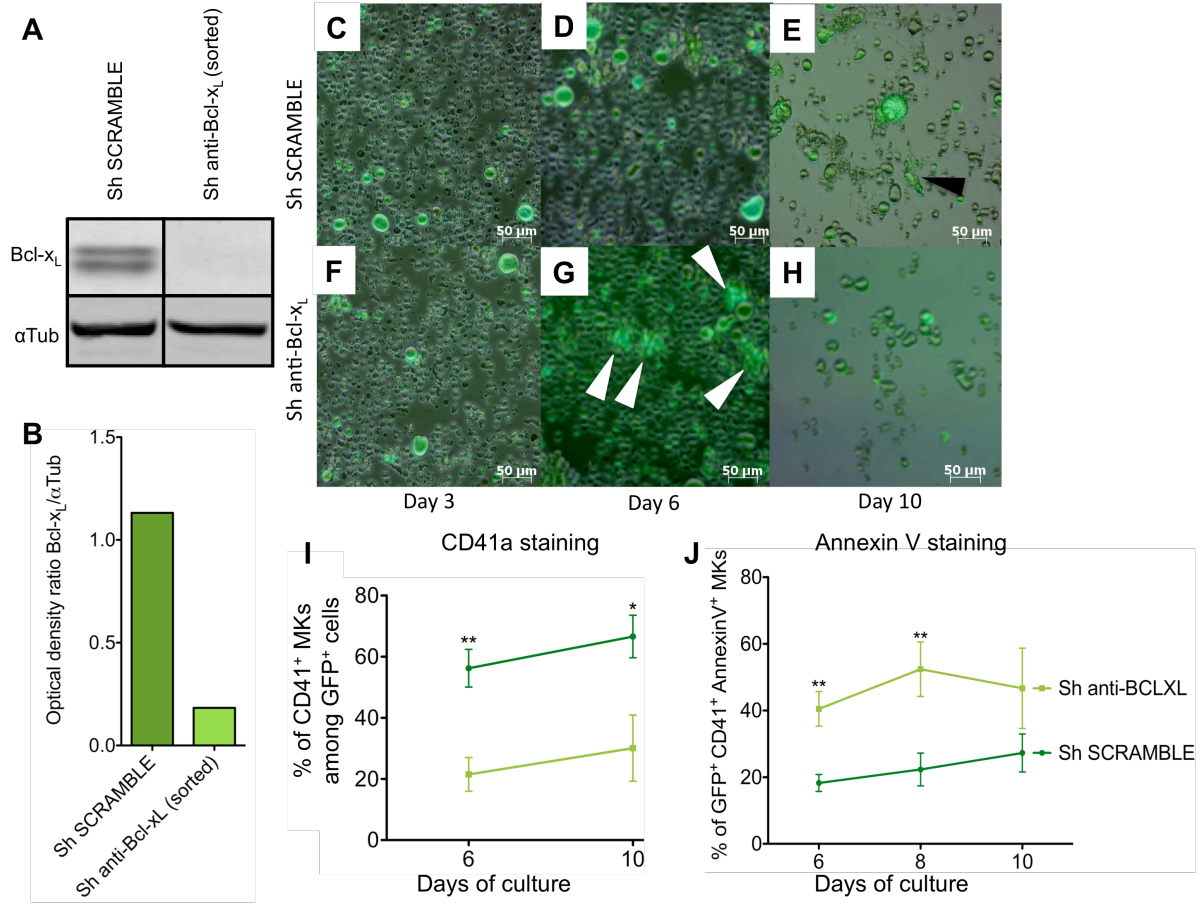 A
Sh SCRAMBLE
Sh anti-Bcl-xL (sorted)
Bcl-xL
αTub
B
Optical density ratio Bcl-xL/αTub
1.5
1.0
0.5
0.0
Sh SCRAMBLE
Sh anti-Bcl-xL (sorted)
Sh SCRAMBLE
C
50 µm
D
50 µm
E
50 µm
Sh anti-Bcl-xL
F
50 µm
G
50 µm
H
50 µm
Day 3
Day 6
Day 10
I
CD41a staining
% of CD41+ MKs
among GFP+ cells
80
60
40
20
0
**
*
6
10
Days of culture
J
Annexin V staining
% of GFP+ CD41+ AnnexinV+ MKs
80
60
40
20
0
**
**
Sh anti-BCLXL
Sh SCRAMBLE
6
8
10
Days of culture